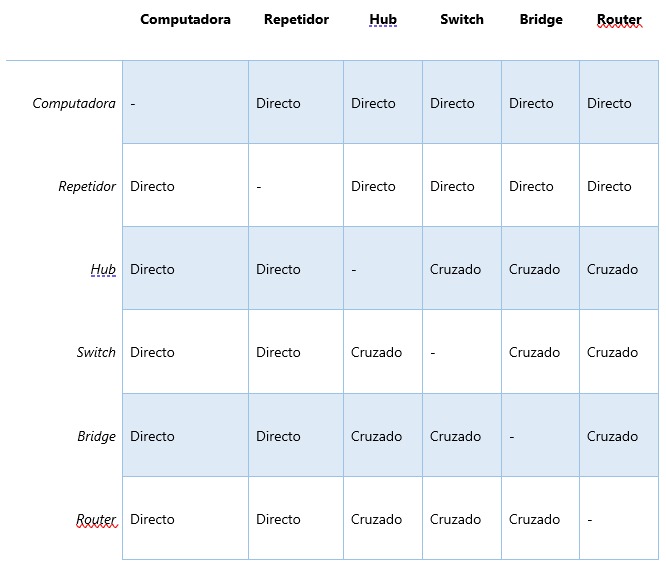 Computadora Repetidor Hub Switch Bridge Router
Computadora - Directo Directo Directo Directo Directo
Repetidor Directo - Directo Directo Directo Directo
Hub Directo Directo - Cruzado Cruzado Cruzado
Switch Directo Directo Cruzado - Cruzado Cruzado
Bridge Directo Directo Cruzado Cruzado - Cruzado
Router Directo Directo Cruzado Cruzado Cruzado -